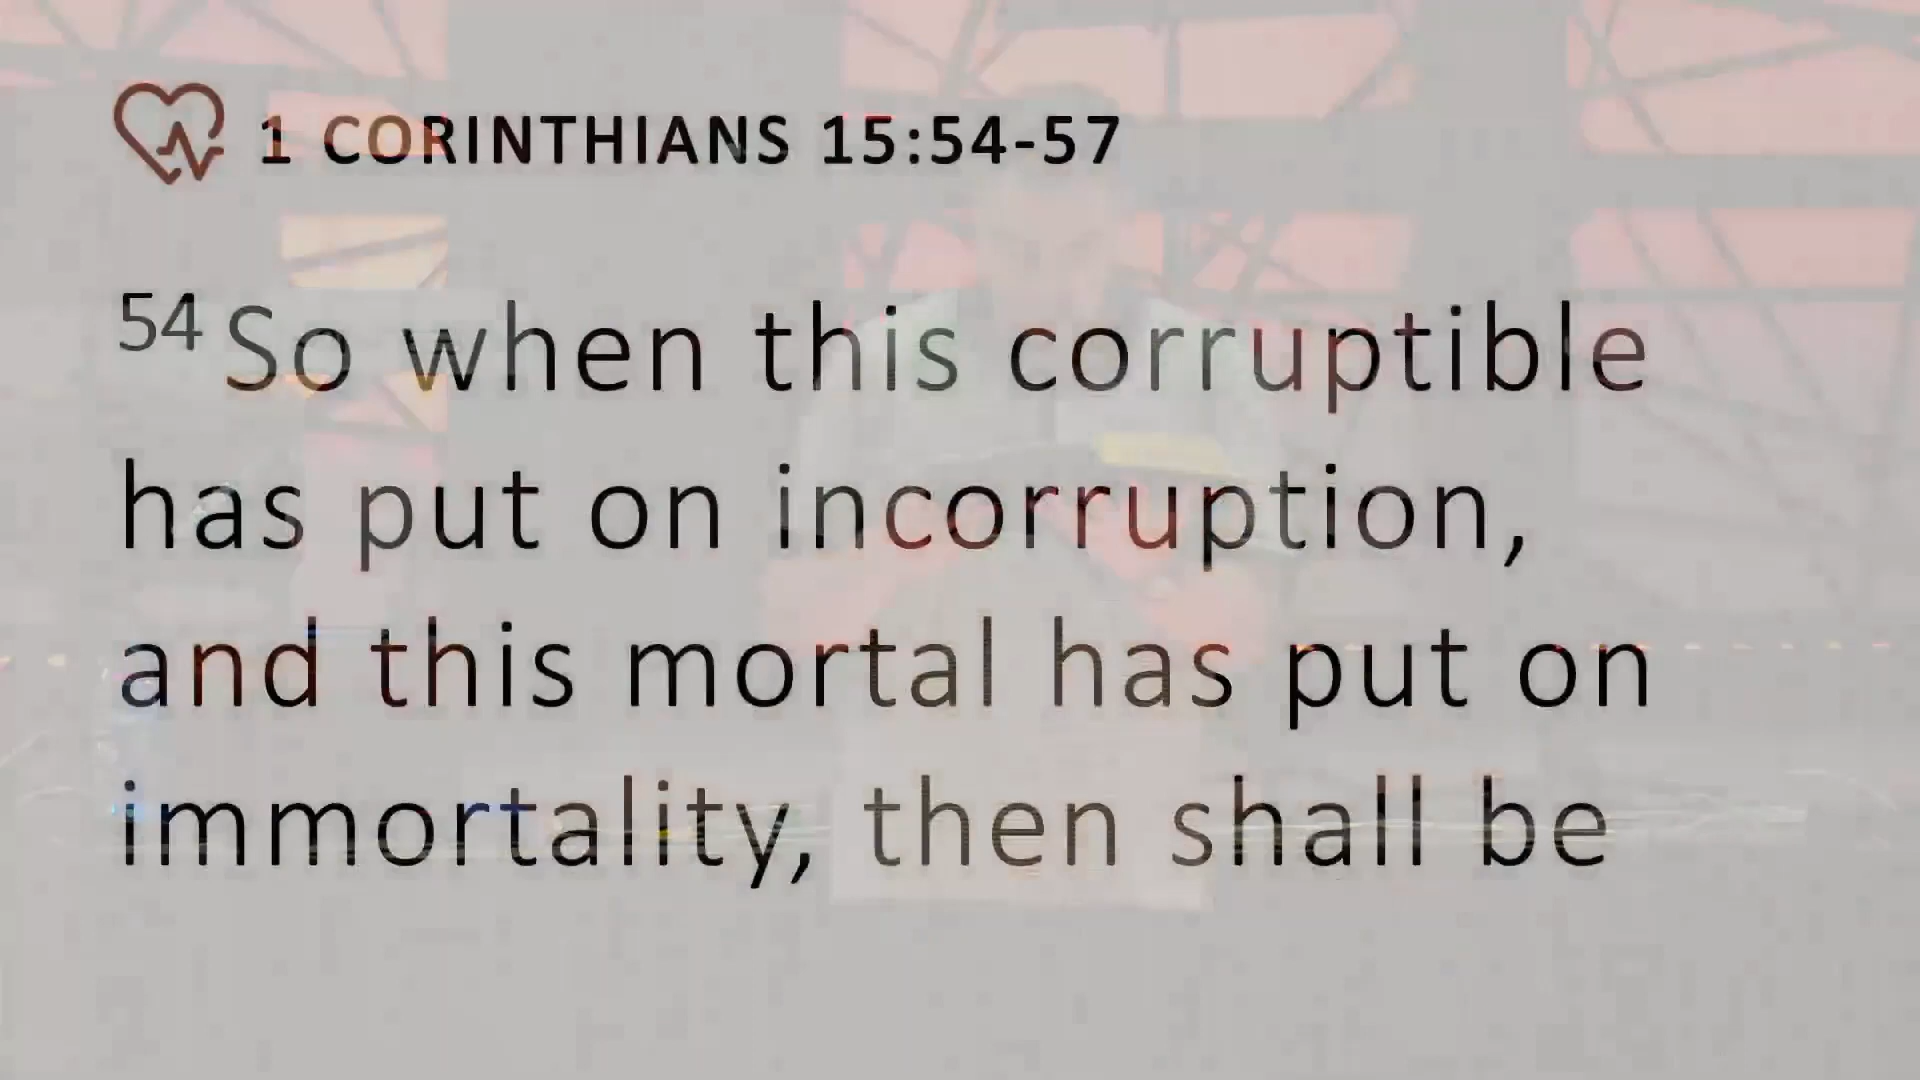 1 CORINTHIANS 15:54-57
54 So when this corruptible
has put on incorruption,
and this mortal has put on
immortality, then shall be